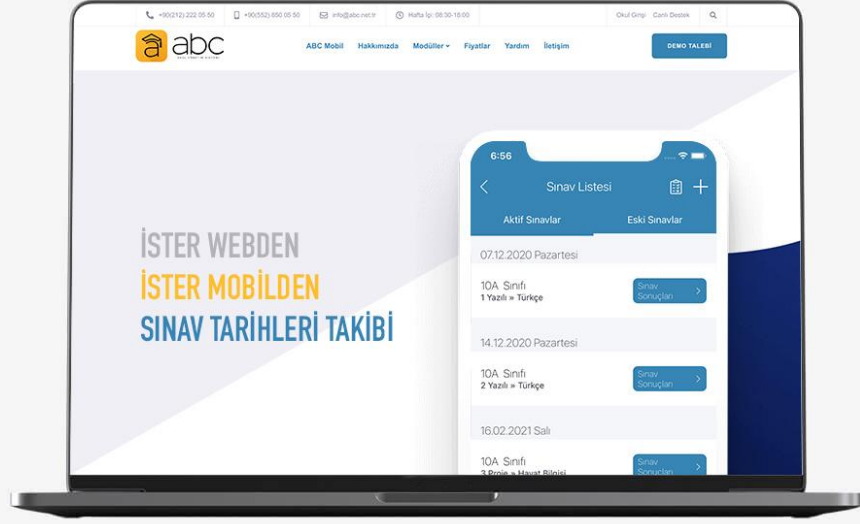 +90(212) 222 05 50
+90(552) 650 05 50
info@abc.net.tr
Hafta İçi: 08:30-18:00
Okul Girişi
Canlı Destek
abc
ABC Mobil
Hakkımızda
Modüller
Fiyatlar
Yardım
İletişim
DEMO TALEBİ
İSTER WEBDEN
İSTER MOBİLDEN
SINAV TARİHLERİ TAKİBİ
6:56
Sınav Listesi
Aktif Sınavlar
Eski Sınavlar
07.12.2020 Pazartesi
10A Sınıfı
1 Yazılı » Türkçe
Sınav
Sonuçları
14.12.2020 Pazartesi
10A Sınıfı
2 Yazılı » Türkçe
Sınav
Sonuçları
16.02.2021 Salı
10A Sınıfı
3 Proje » Hayat Bilgisi
Sınav
Sonuçları